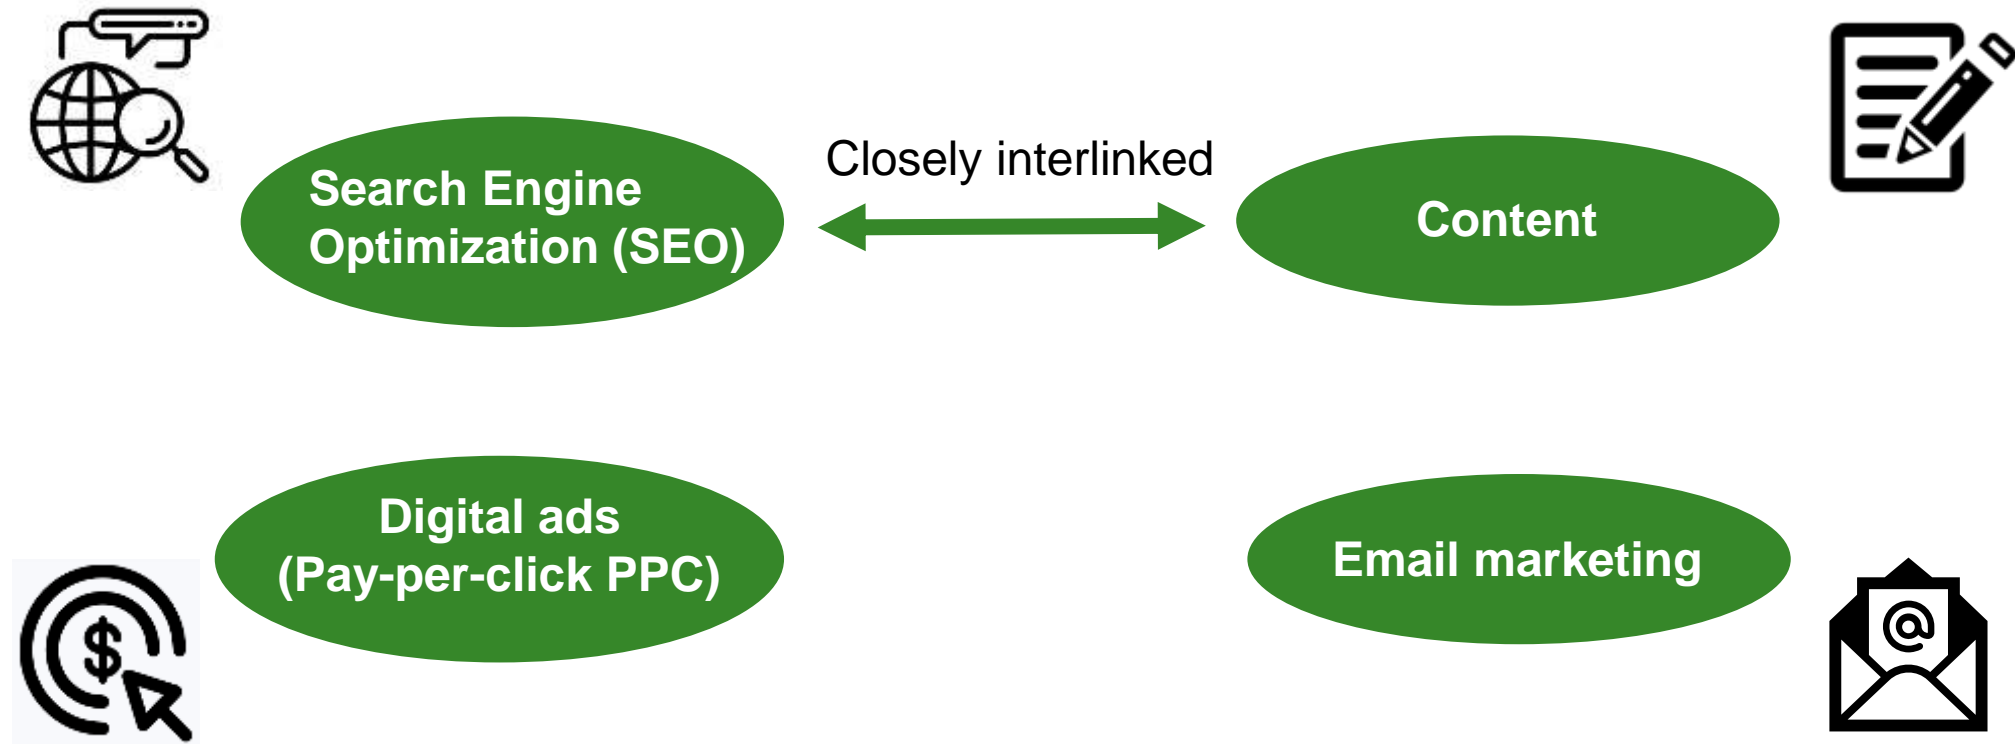 Search Engine
Optimization (SEO)
Closely interlinked
Content
Digital ads
(Pay-per-click PPC)
Email marketing
$
@